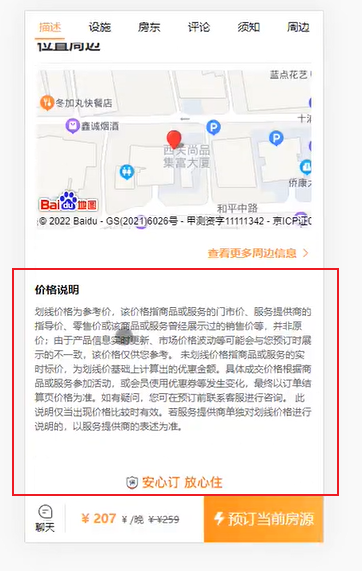 描述 设施 房东 评论 须知 周边
位置周边
蓝点花艺
冬加丸快餐店
鑫诚烟酒
西关尚品
集富大厦
侨康
和平中路
Bai 地图
© 2022 Baidu - GS(2021)6026号 - 甲测资字11111342 - 京ICP证0
查看更多周边信息 >
价格说明
划线价格为参考价，该价格指商品或服务的门市价、服务提供商的
指导价、零售价或该商品或服务曾经展示过的销售价等，并非原
价；由于产品信息实时更新、市场价格波动等可能会与您预订时展
示的不一致，该价格仅供您参考。 未划线价格指商品或服务的实
时标价，为划线价基础上计算出的优惠金额。具体成交价格根据商
品或服务参加活动，或会员使用优惠券等发生变化，最终以订单结
算页价格为准。如有疑问，您可在预订前联系客服进行咨询。 此
说明仅当出现价格比较时有效。若服务提供商单独对划线价格进行
说明的，以服务提供商的表述为准。
安心订 放心住
聊天
¥ 207 ¥ /晚 ¥¥259
预订当前房源